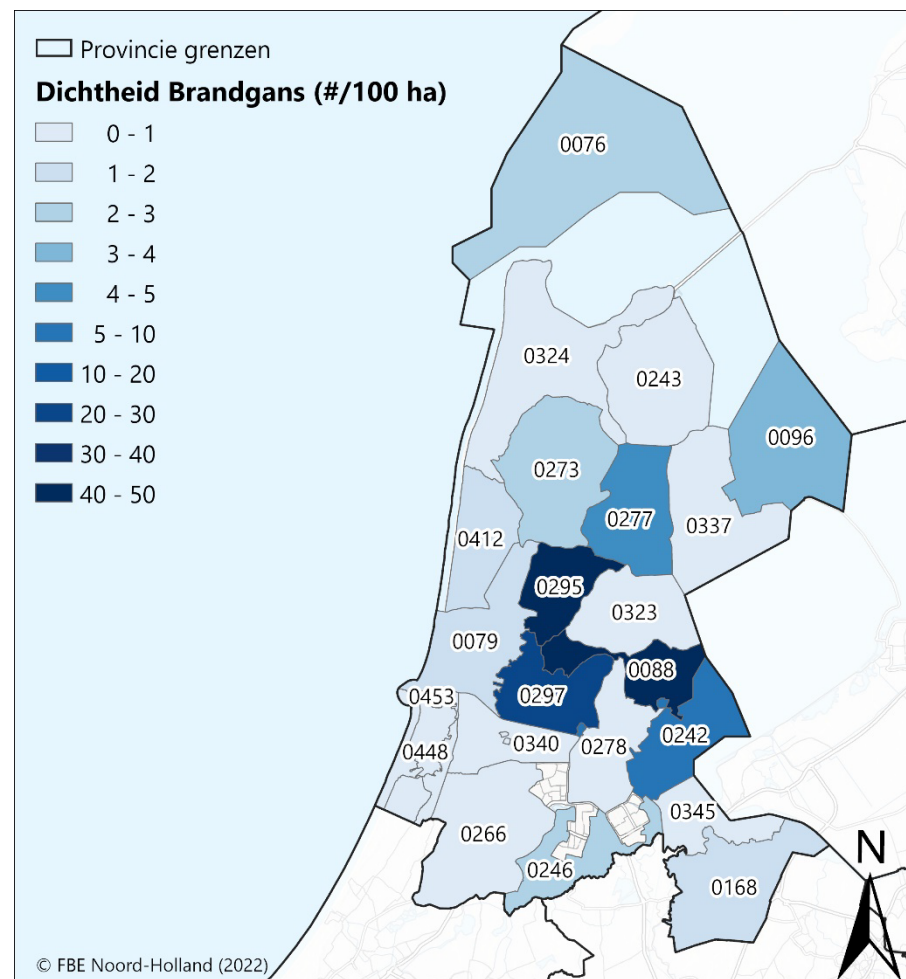 Provincie grenzen
Dichtheid Brandgans (#/100 ha)
0 - 1
1 - 2
2 - 3
3 - 4
4 - 5
5 - 10
10 - 20
20 - 30
30 - 40
40 - 50
0076
0324
0243
0096
0273
0277
0337
0412
0295
0323
0079
0088
0297
0453
0242
0340
0278
0448
0345
0266
0246
0168
N
© FBE Noord-Holland (2022)